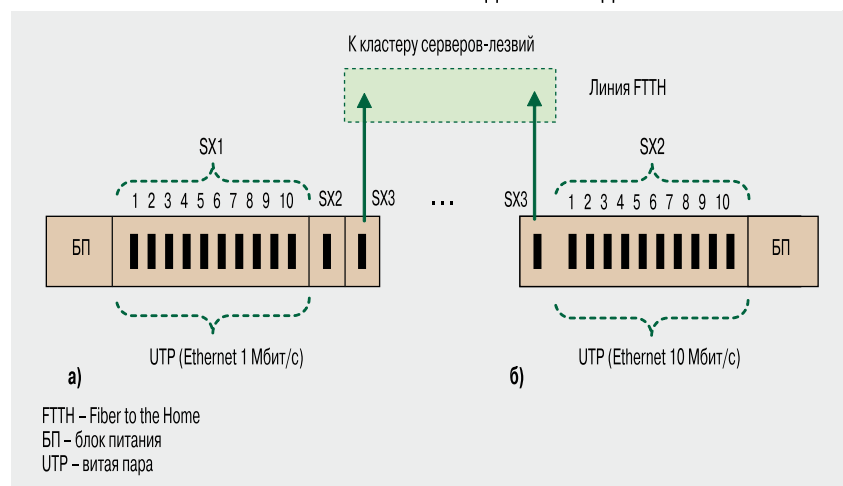 К кластеру серверов-лезвий
Линия FTTH
SX1
SX2
1 2 3 4 5 6 7 8 9 10 SX2 SX3 ... SX3 1 2 3 4 5 6 7 8 9 10
БП
БП
UTP (Ethernet 1 Мбит/с)
UTP (Ethernet 10 Мбит/с)
а)
б)
FTTH – Fiber to the Home
БП – блок питания
UTP – витая пара